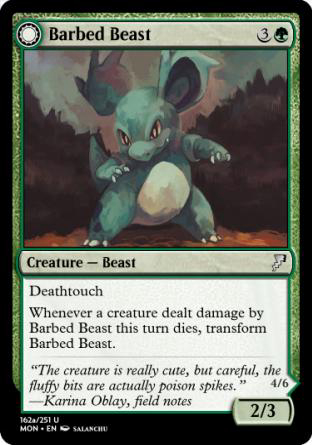 Barbed Beast 3
Creature — Beast
Deathtouch
Whenever a creature dealt damage by
Barbed Beast this turn dies, transform
Barbed Beast.
"The creature is really cute, but careful, the
fluffy bits are actually poison spikes."
—Karina Oblay, field notes
4/6
2/3
162a/251 U
MON • EN SALANCHU